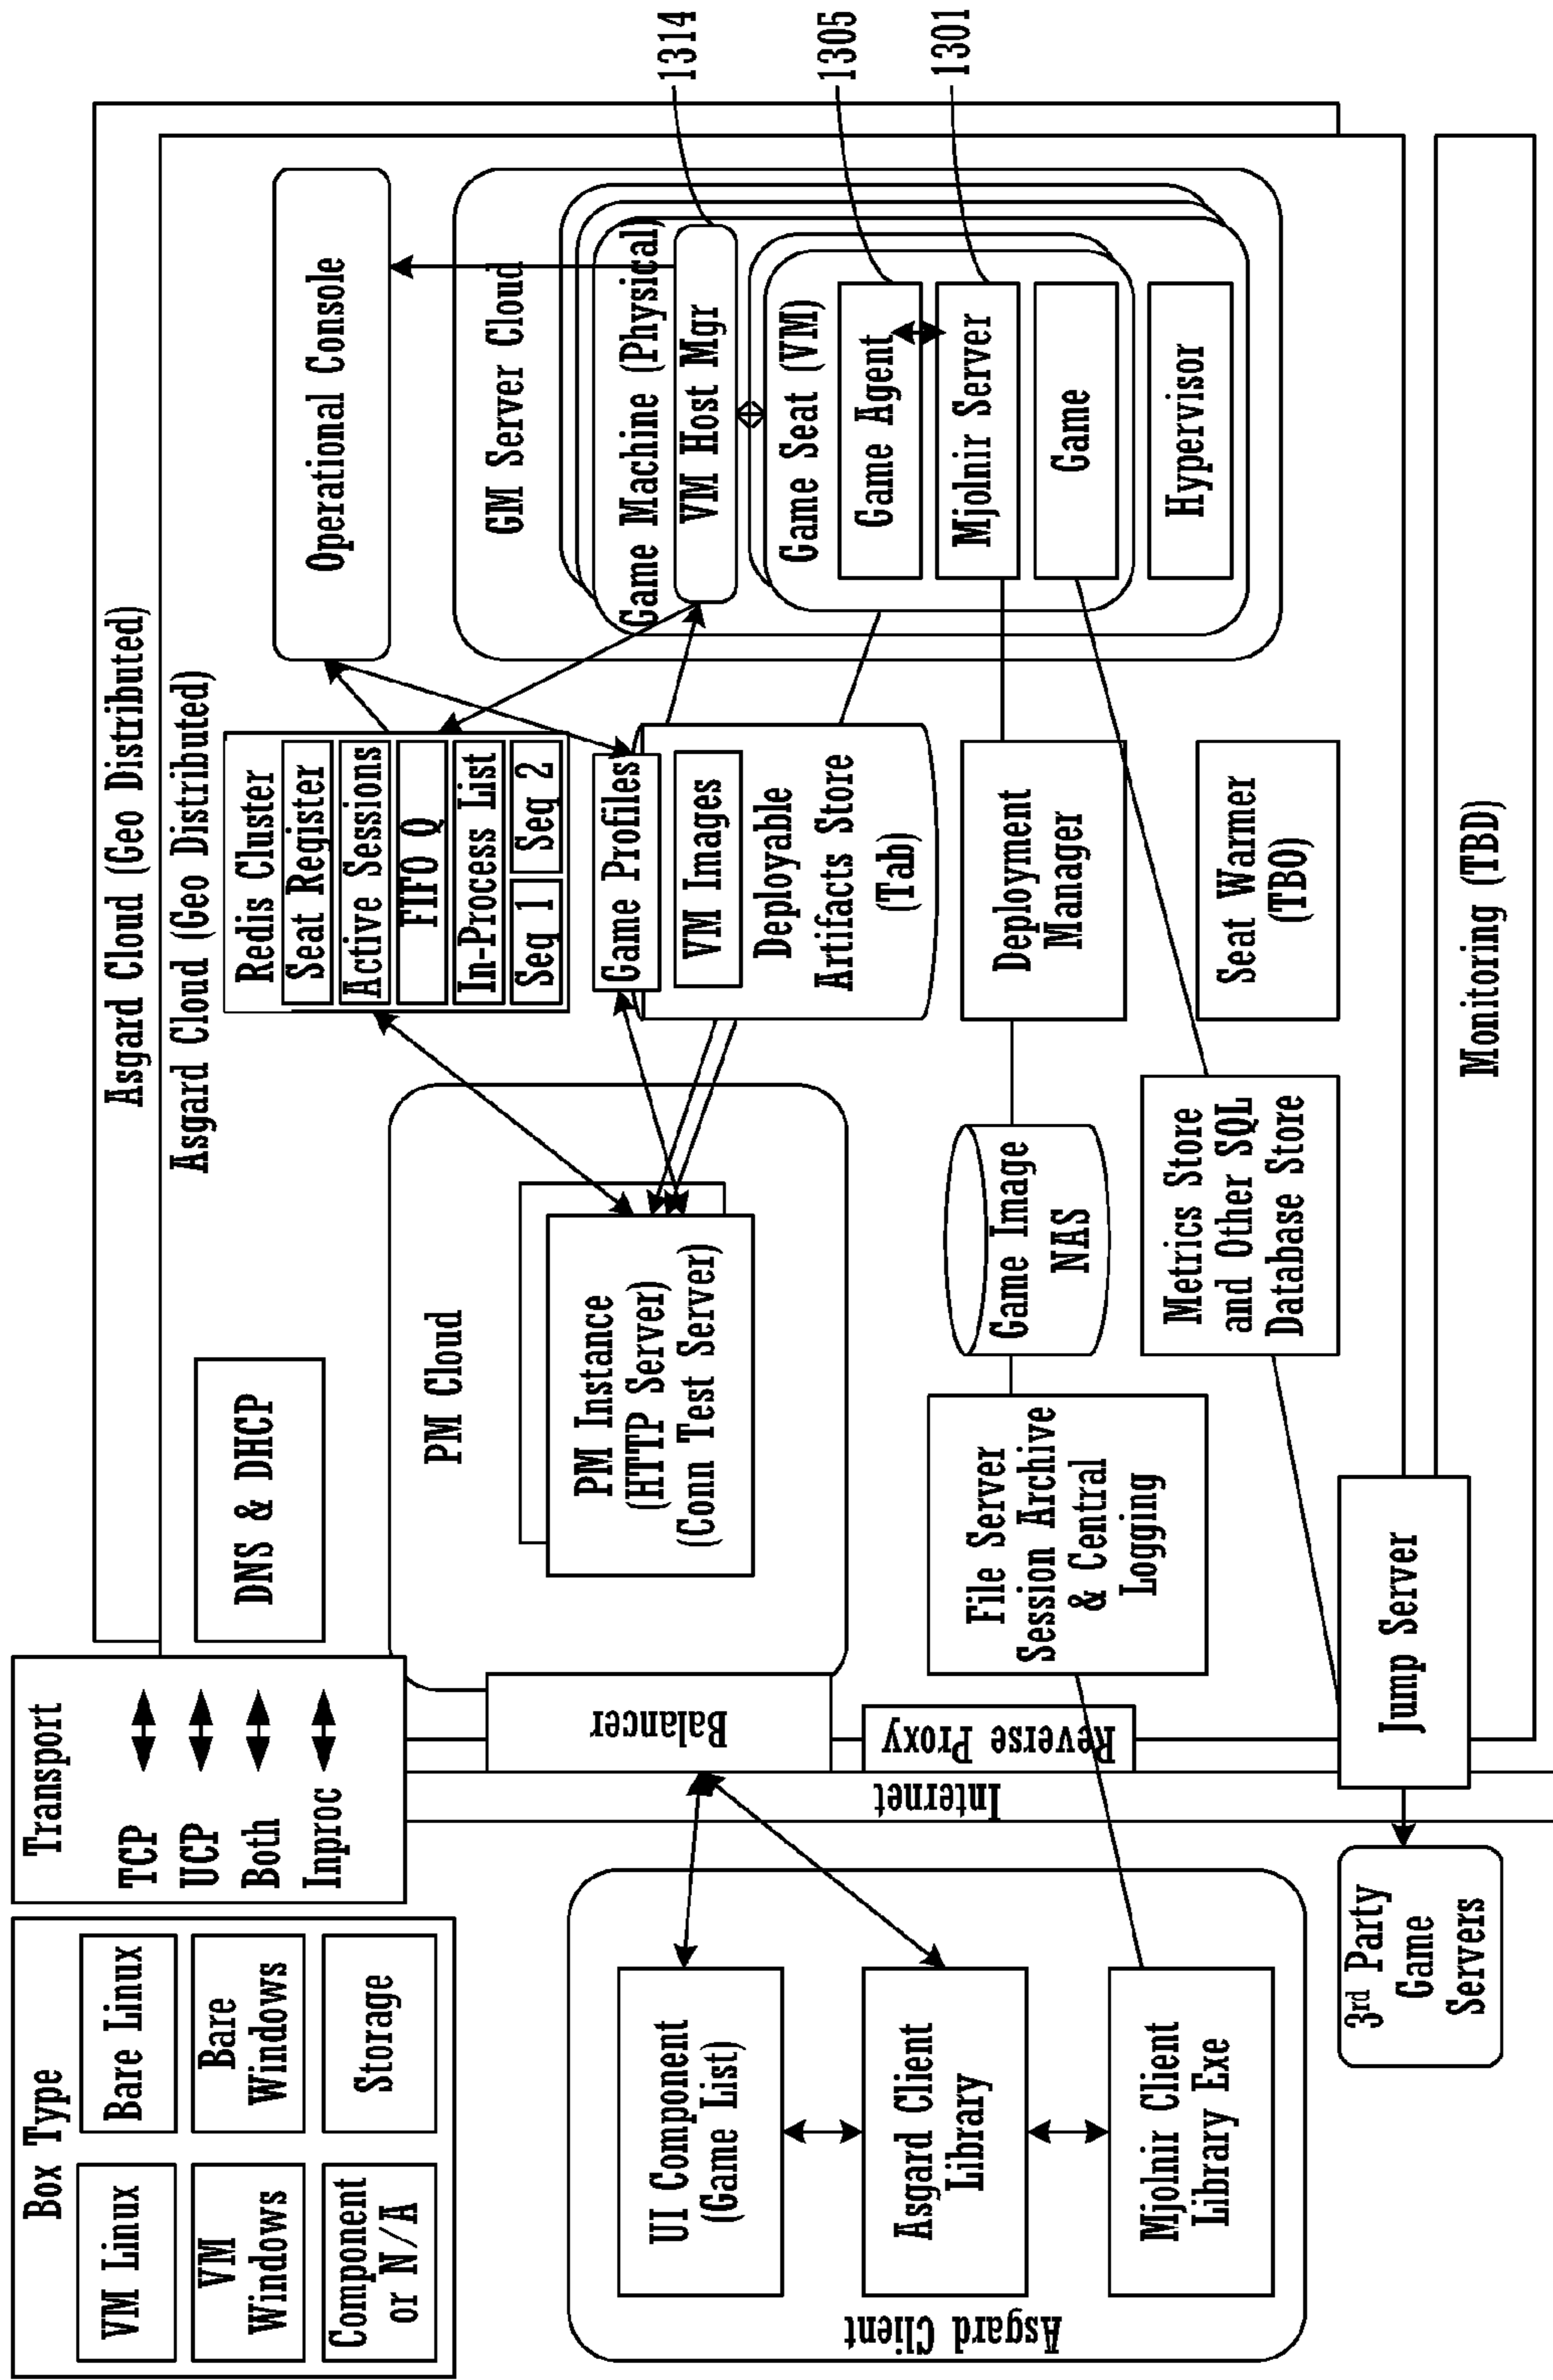 Box Type
VM Linux
Bare Linux
VM
Windows
Bare
Windows
Component
or N/A
Storage
Transport
TCP
UCP
Both
Inproc
Asgard Client
UI Component
(Game List)
Asgard Client
Library
Mjolnir Client
Library Exe
3rd Party
Game
Servers
Internet
Balancer
Reverse Proxy
Jump Server
Asgard Cloud (Geo Distributed)
Asgard Cloud (Geo Distributed)
DNS & DHCP
PM Cloud
PM Instance
(HTTP Server)
(Conn Test Server)
File Server
Session Archive
& Central
Logging
Game Image
NAS
Metrics Store
and Other SQL
Database Store
Redis Cluster
Seat Register
Active Sessions
FIFO Q
In-Process List
Seq 1
Seq 2
Game Profiles
VM Images
Deployable
Artifacts Store
(Tab)
Deployment
Manager
Seat Warmer
(TBO)
Monitoring (TBD)
Operational Console
GM Server Cloud
Game Machine (Physical)
VM Host Mgr
Game Seat (VM)
Game Agent
Mjolnir Server
Game
Hypervisor
1314
1305
1301